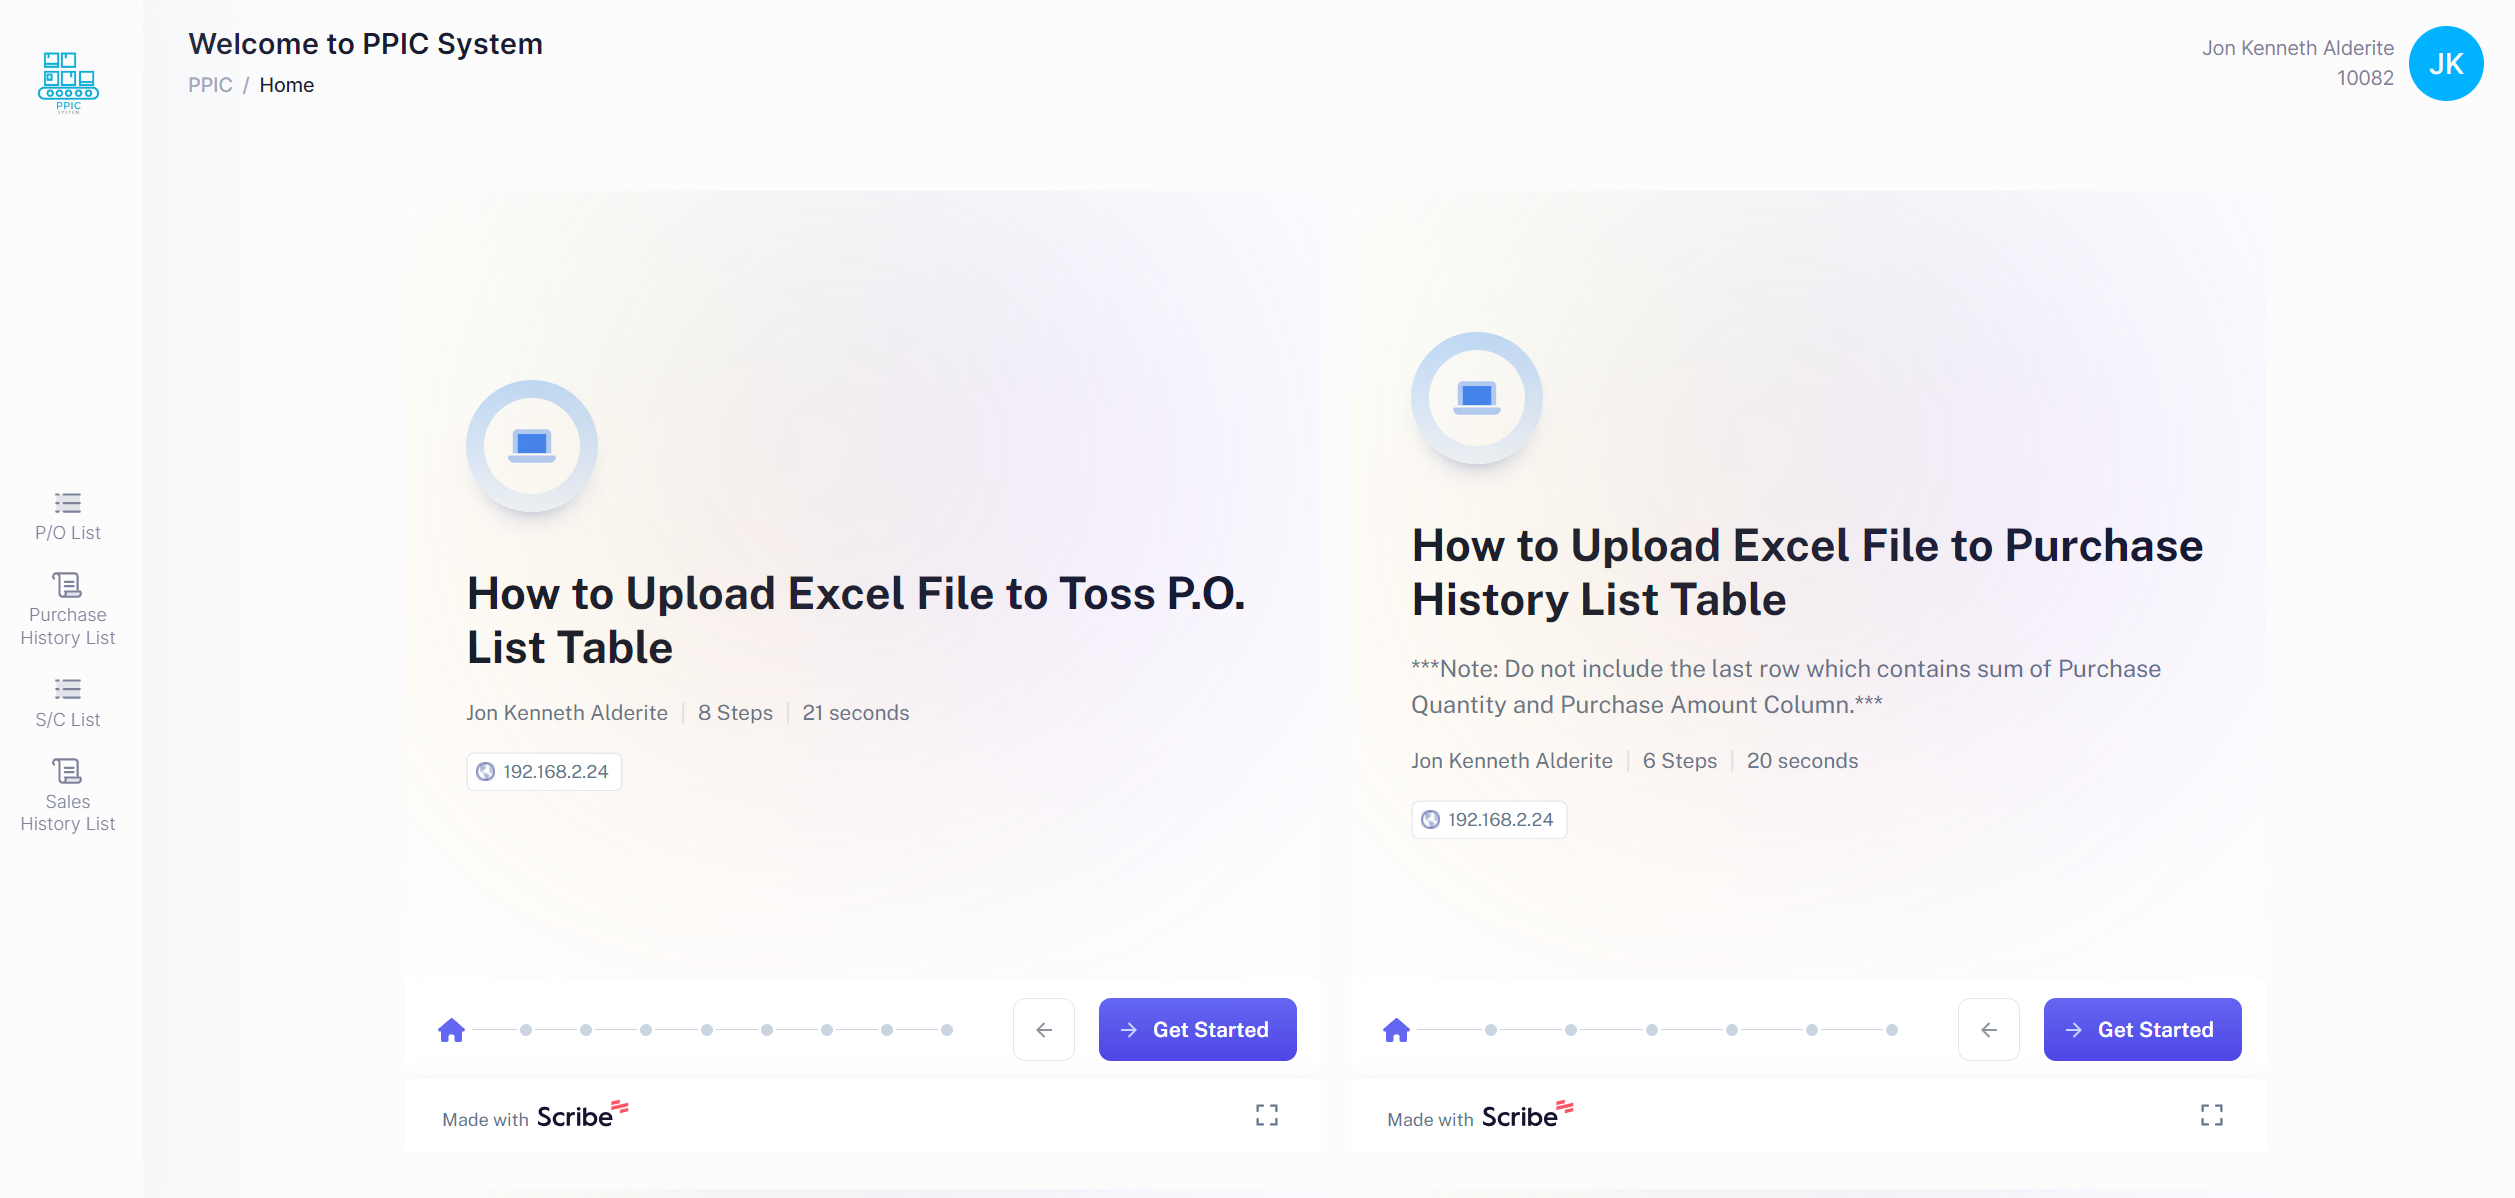 Welcome to PPIC System
PPIC / Home
Jon Kenneth Alderite
10082
JK
PPIC
SYSTEM
P/O List
Purchase
History List
S/C List
Sales
History List
How to Upload Excel File to Toss P.O.
List Table
Jon Kenneth Alderite | 8 Steps | 21 seconds
192.168.2.24
Get Started
Made with Scribe
How to Upload Excel File to Purchase
History List Table
***Note: Do not include the last row which contains sum of Purchase
Quantity and Purchase Amount Column.***
Jon Kenneth Alderite | 6 Steps | 20 seconds
192.168.2.24
Get Started
Made with Scribe